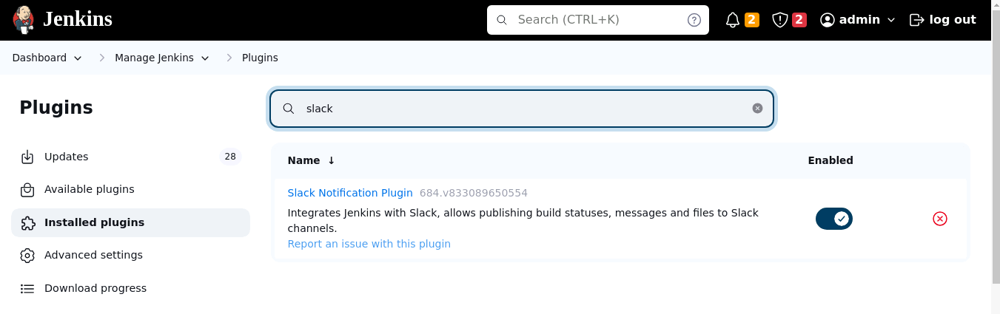 Jenkins
Search (CTRL+K)
2
2
admin
log out
Dashboard
Manage Jenkins
Plugins
Plugins
slack
Updates
28
Available plugins
Installed plugins
Advanced settings
Download progress
Name ↓
Enabled
Slack Notification Plugin 684.v833089650554
Integrates Jenkins with Slack, allows publishing build statuses, messages and files to Slack
channels.
Report an issue with this plugin